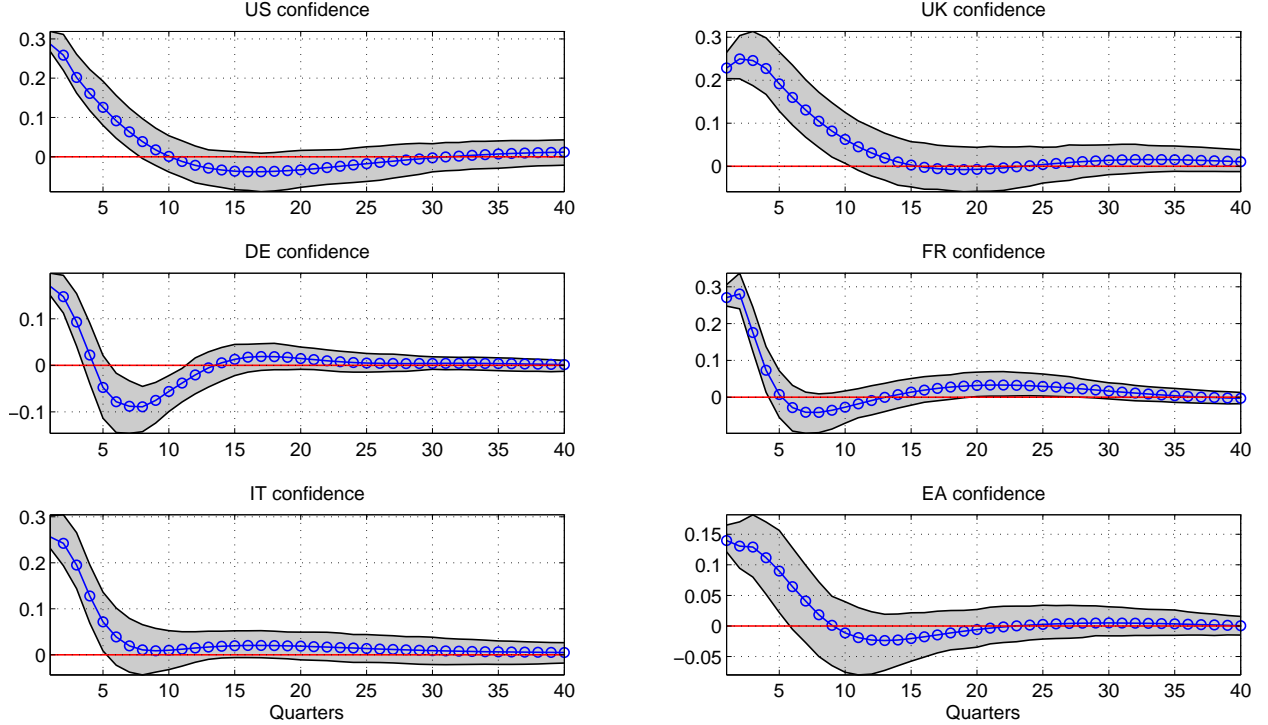 US confidence
0.3
0.2
0.1
0
5 10 15 20 25 30 35 40
UK confidence
0.3
0.2
0.1
0
5 10 15 20 25 30 35 40
DE confidence
0.1
0
−0.1
5 10 15 20 25 30 35 40
FR confidence
0.3
0.2
0.1
0
5 10 15 20 25 30 35 40
IT confidence
0.3
0.2
0.1
0
5 10 15 20 25 30 35 40
Quarters
EA confidence
0.15
0.1
0.05
0
−0.05
5 10 15 20 25 30 35 40
Quarters